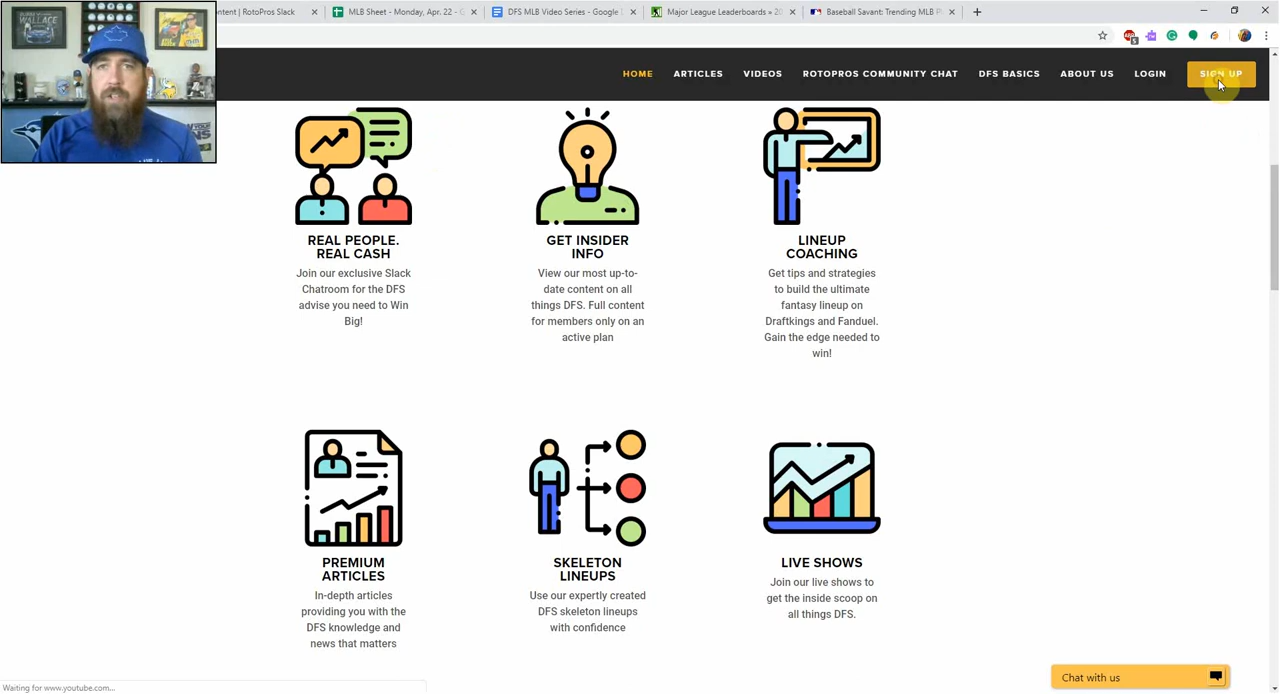 ntent | RotoPros Slack
MLB Sheet - Monday, Apr. 22 - G
DFS MLB Video Series - Google
Major League Leaderboards » 20
Baseball Savant: Trending MLB P
HOME
ARTICLES
VIDEOS
ROTOPROS COMMUNITY CHAT
DFS BASICS
ABOUT US
LOGIN
SIGN UP
REAL PEOPLE.
REAL CASH
Join our exclusive Slack
Chatroom for the DFS
advise you need to Win
Big!
GET INSIDER
INFO
View our most up-to-
date content on all
things DFS. Full content
for members only on an
active plan
LINEUP
COACHING
Get tips and strategies
to build the ultimate
fantasy lineup on
Draftkings and Fanduel.
Gain the edge needed to
win!
PREMIUM
ARTICLES
In-depth articles
providing you with the
DFS knowledge and
news that matters
SKELETON
LINEUPS
Use our expertly created
DFS skeleton lineups
with confidence
LIVE SHOWS
Join our live shows to
get the inside scoop on
all things DFS.
Chat with us
Waiting for www.youtube.com...